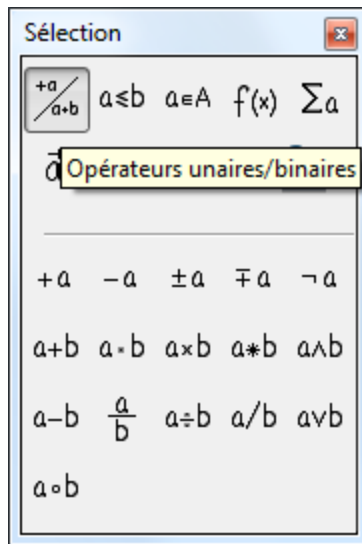 Sélection
+a/a+b a≤b a∈A f(x) Σa
a⃗ Opérateurs unaires/binaires
+a −a ±a ∓a ¬a
a+b a·b a×b a∗b a∧b
a−b a/b a÷b a/b a∨b
a∘b